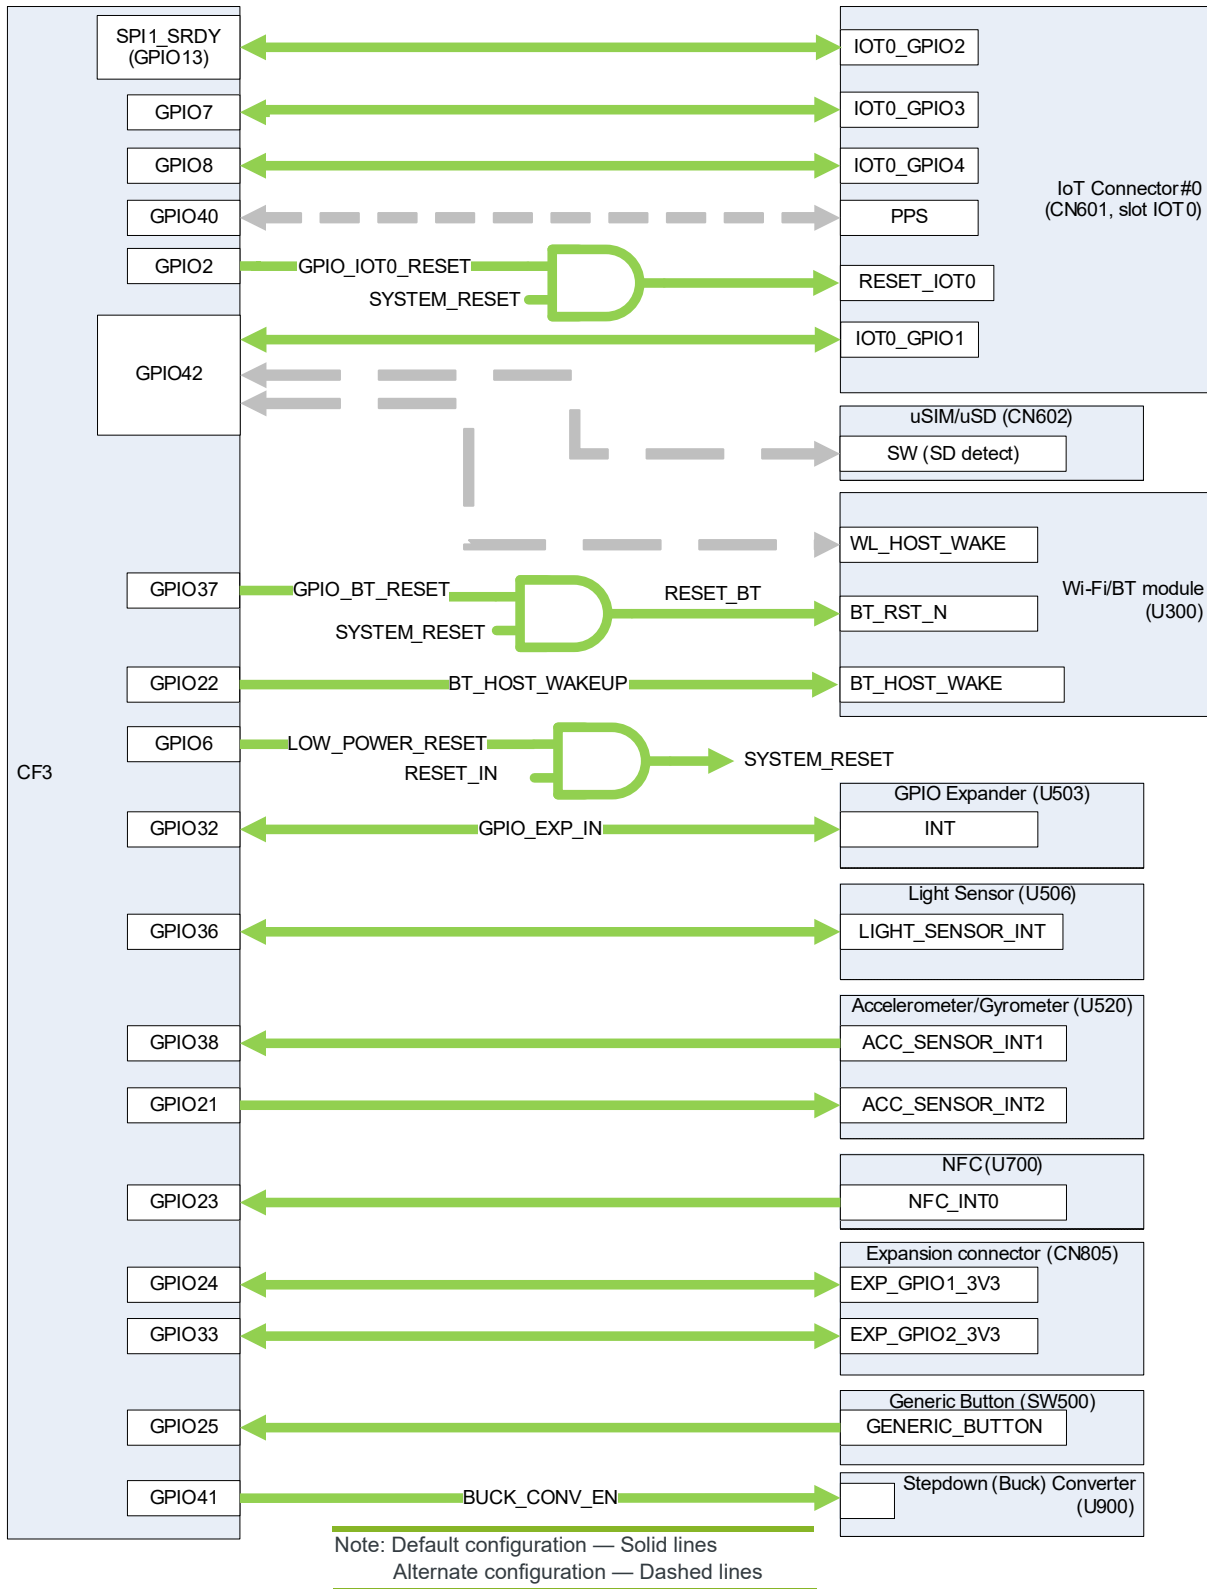 SPI1_SRDY
(GPIO13)
IOT0_GPIO2
GPIO7
IOT0_GPIO3
GPIO8
IOT0_GPIO4
IoT Connector#0
(CN601, slot IOT0)
GPIO40
PPS
GPIO2
GPIO_IOT0_RESET
SYSTEM_RESET
RESET_IOT0
GPIO42
IOT0_GPIO1
uSIM/uSD (CN602)
SW (SD detect)
WL_HOST_WAKE
Wi-Fi/BT module
(U300)
GPIO37
GPIO_BT_RESET
SYSTEM_RESET
RESET_BT
BT_RST_N
GPIO22
BT_HOST_WAKEUP
BT_HOST_WAKE
GPIO6
LOW_POWER_RESET
RESET_IN
SYSTEM_RESET
CF3
GPIO Expander (U503)
GPIO32
GPIO_EXP_IN
INT
Light Sensor (U506)
GPIO36
LIGHT_SENSOR_INT
Accelerometer/Gyrometer (U520)
GPIO38
ACC_SENSOR_INT1
GPIO21
ACC_SENSOR_INT2
NFC(U700)
GPIO23
NFC_INT0
Expansion connector (CN805)
GPIO24
EXP_GPIO1_3V3
GPIO33
EXP_GPIO2_3V3
Generic Button (SW500)
GPIO25
GENERIC_BUTTON
GPIO41
BUCK_CONV_EN
Stepdown (Buck) Converter
(U900)
Note: Default configuration — Solid lines
Alternate configuration — Dashed lines